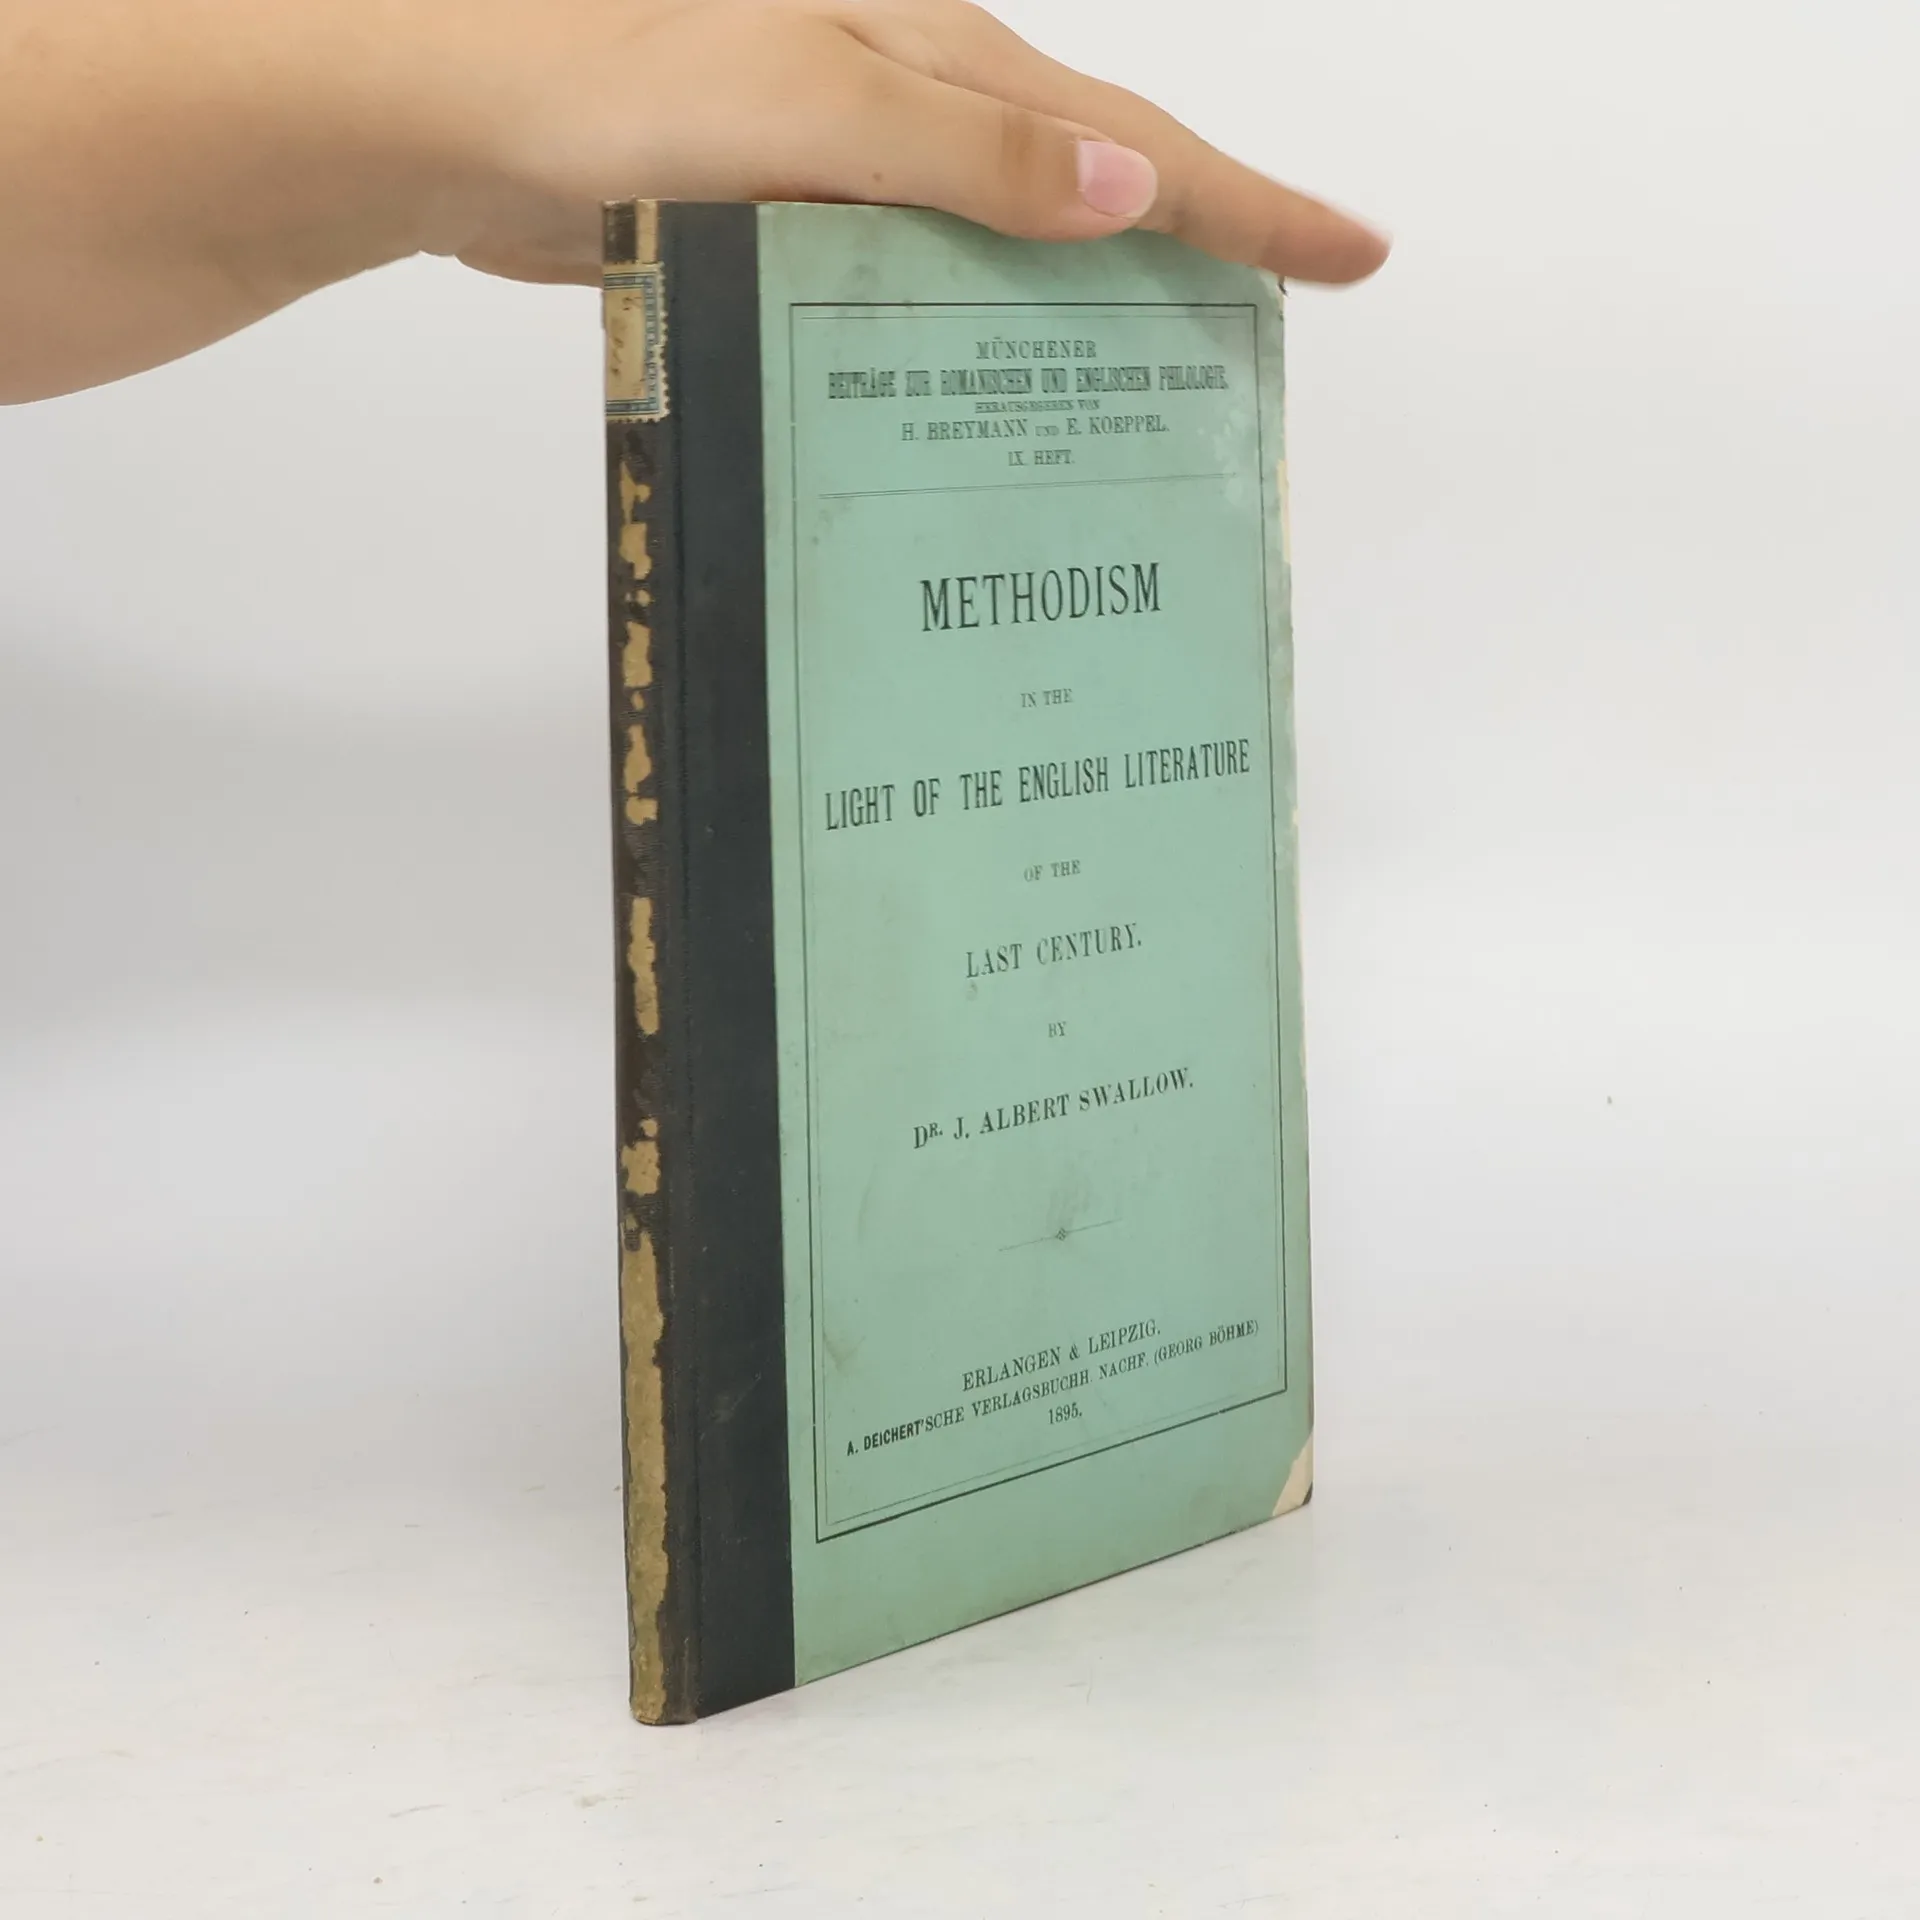 MÜNCHENER
BEITRÄGE ZUR ROMANISCHEN UND ENGLISCHEN PHILOLOGIE.
HERAUSGEGEBEN VON
H. BREYMANN UND E. KOEPPEL.
IX. HEFT.
METHODISM
IN THE
LIGHT OF THE ENGLISH LITERATURE
OF THE
LAST CENTURY.
BY
DR. J. ALBERT SWALLOW.
ERLANGEN & LEIPZIG.
A. DEICHERT'SCHE VERLAGSBUCHH. NACHF. (GEORG BÖHME)
1895.